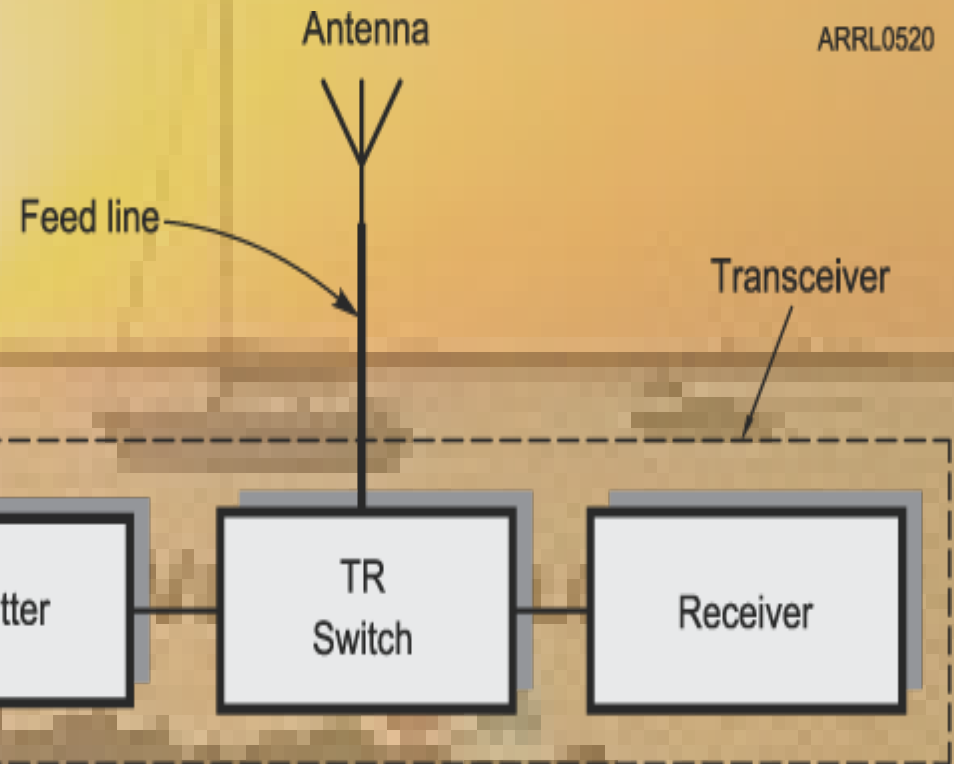 Antenna
ARRL0520
Feed line
Transceiver
tter
TR
Switch
Receiver